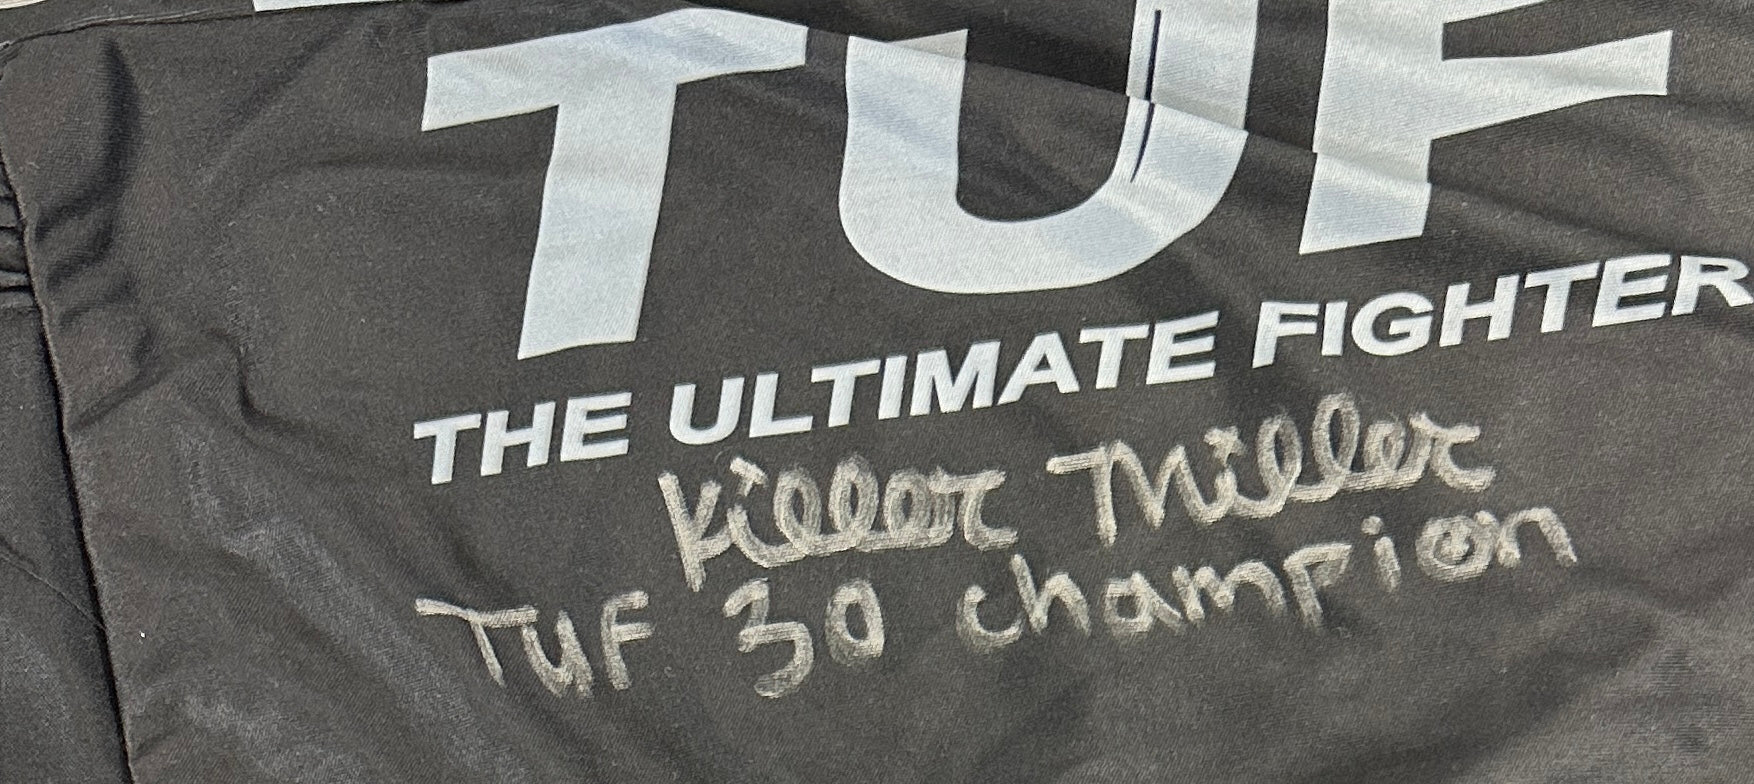 TUF
THE ULTIMATE FIGHTER
Killer Miller
TUF 30 champion